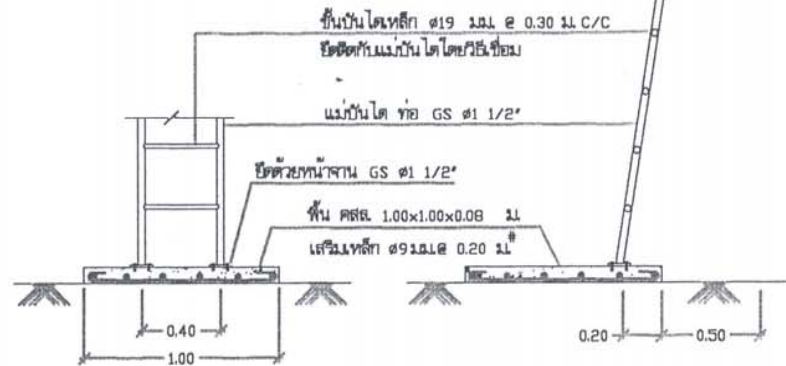 ขั้นบันไดเหล็ก ø19 มม. @ 0.30 ม. C/C
ยึดติดกับแม่บันไดโดยวิธีเชื่อม
แม่บันได ท่อ GS ø1 1/2"
ยึดด้วยหน้าจาน GS ø1 1/2"
พื้น คสล. 1.00x1.00x0.08 ม.
เสริมเหล็ก ø9 มม.@ 0.20 ม.#
0.40
1.00
0.20
0.50